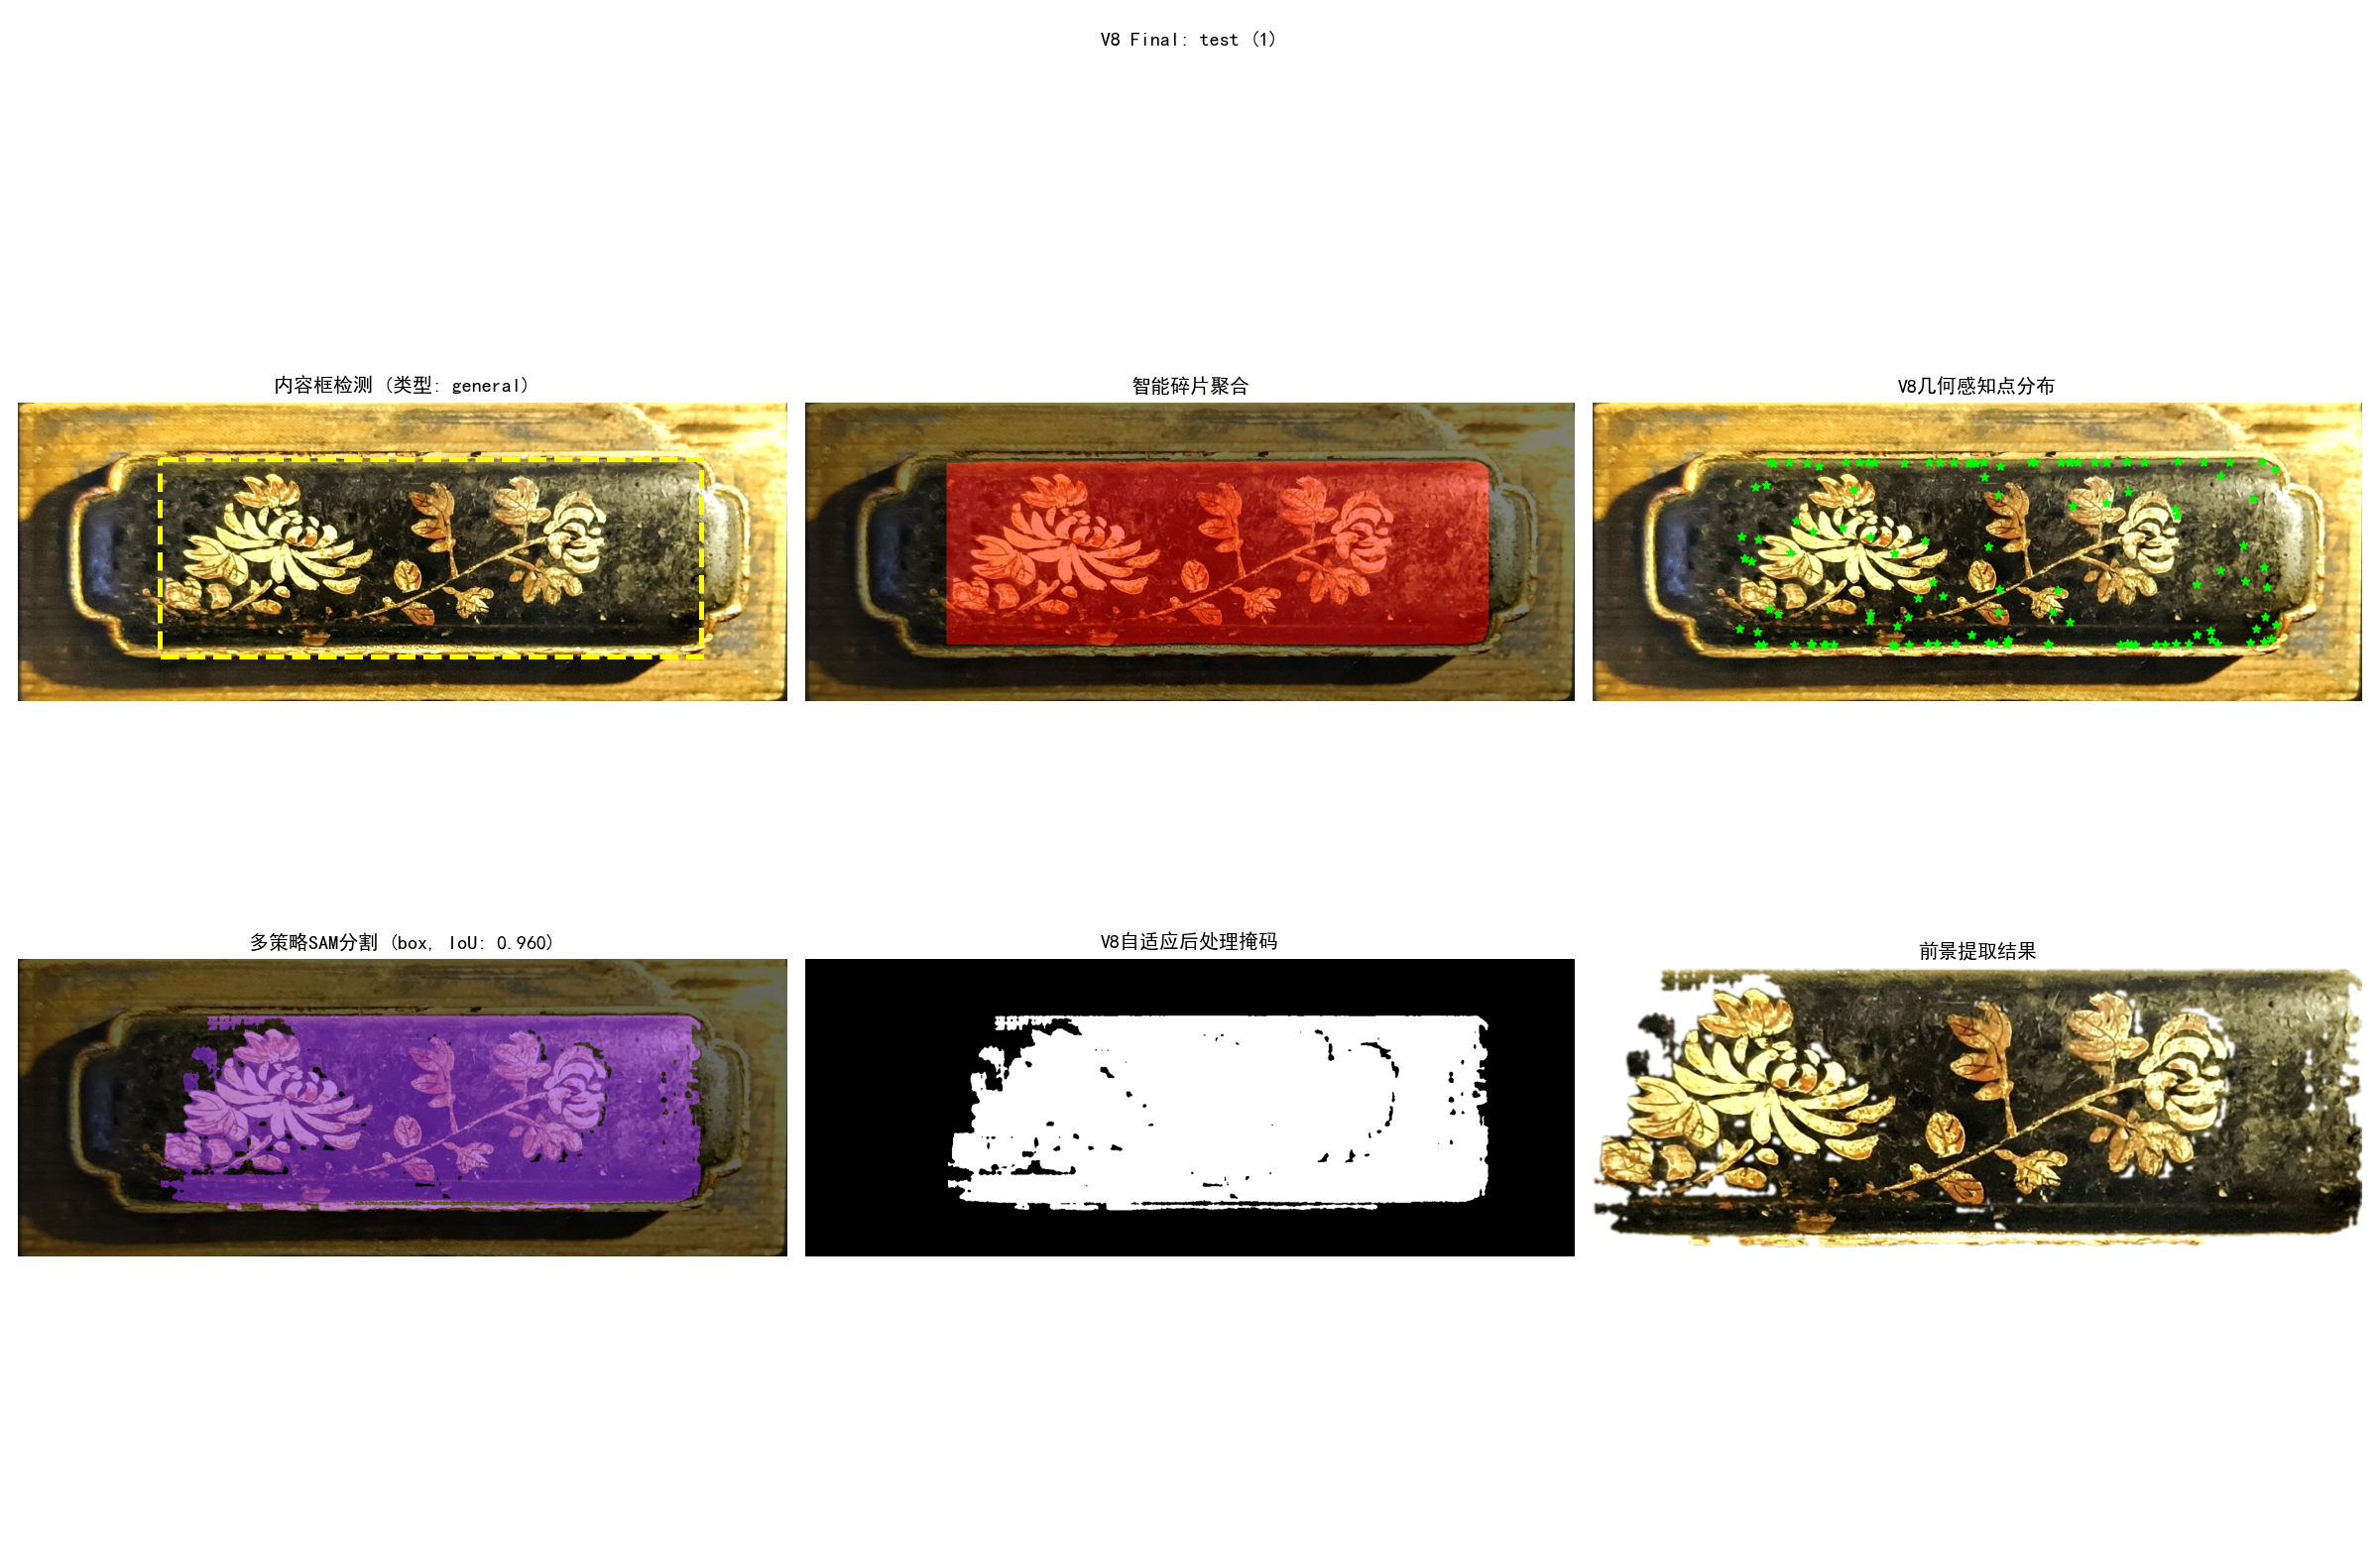 V8 Final: test (1)
内容框检测 (类型: general)
智能碎片聚合
V8几何感知点分布
多策略SAM分割 (box, IoU: 0.960)
V8自适应后处理掩码
前景提取结果